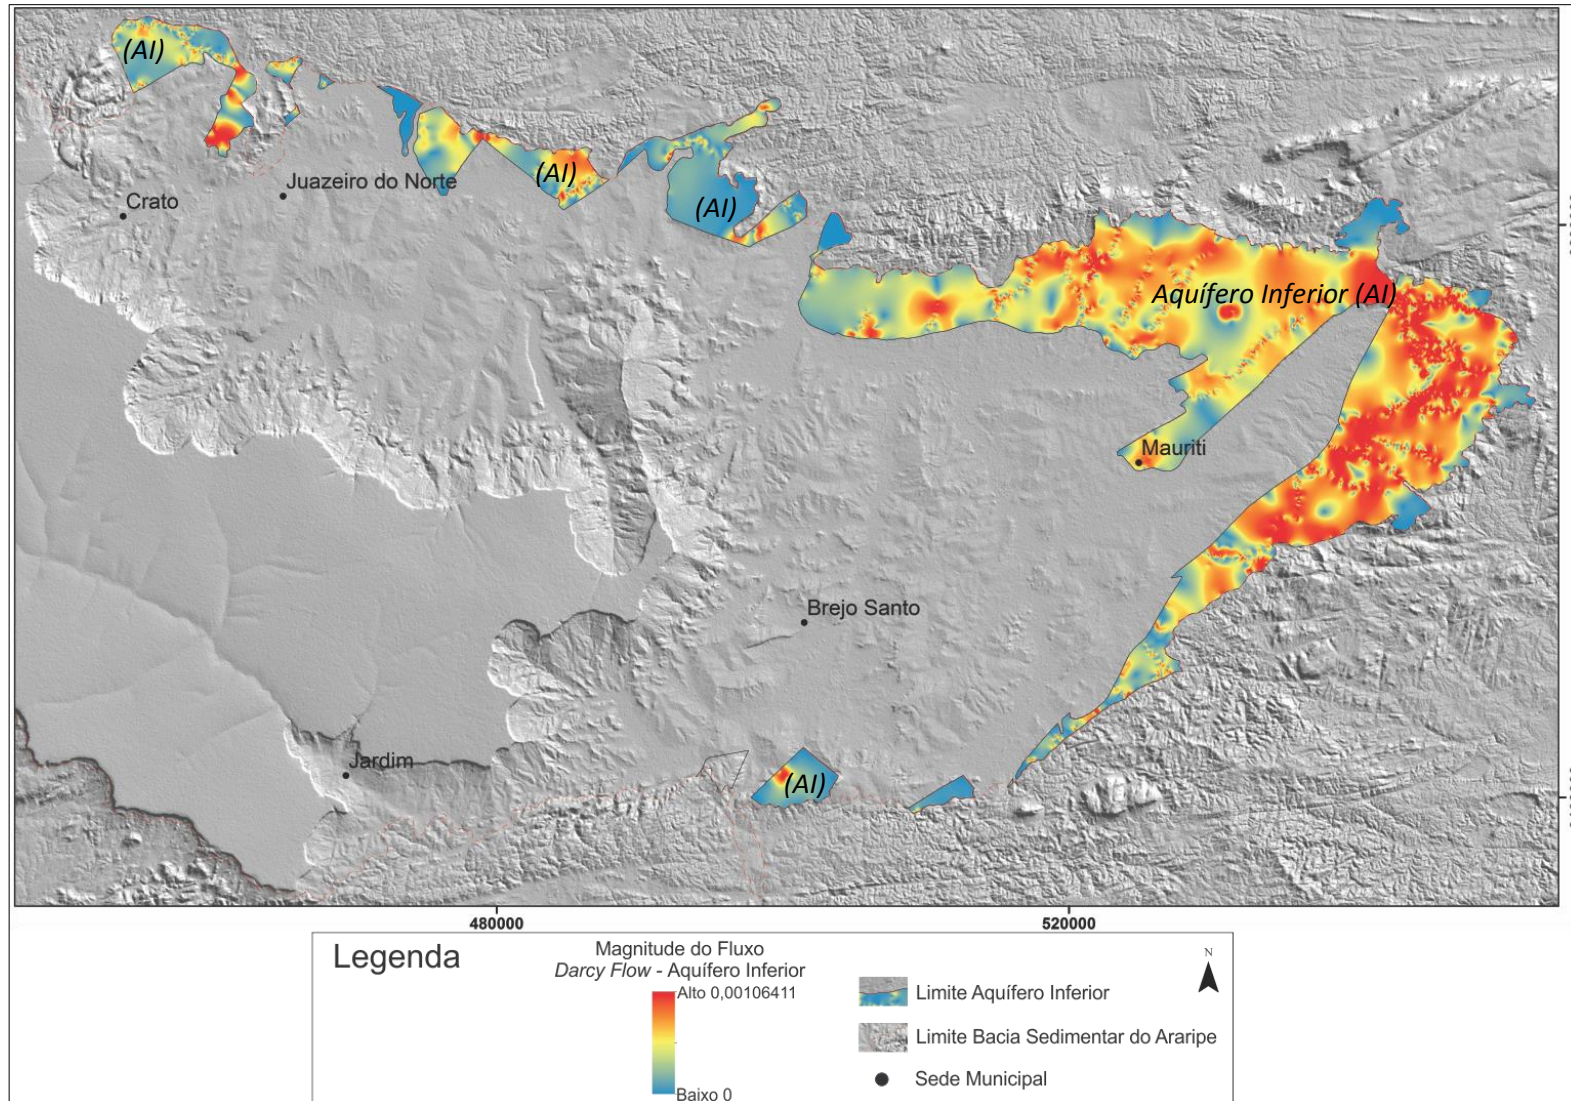 (AI)
Juazeiro do Norte
(AI)
Crato
(AI)
Aquífero Inferior (AI)
Mauriti
Brejo Santo
Jardim
(AI)
480000
520000
Legenda
Magnitude do Fluxo
Darcy Flow - Aquífero Inferior
Alto 0,00106411
Baixo 0
Limite Aquífero Inferior
Limite Bacia Sedimentar do Araripe
Sede Municipal
N